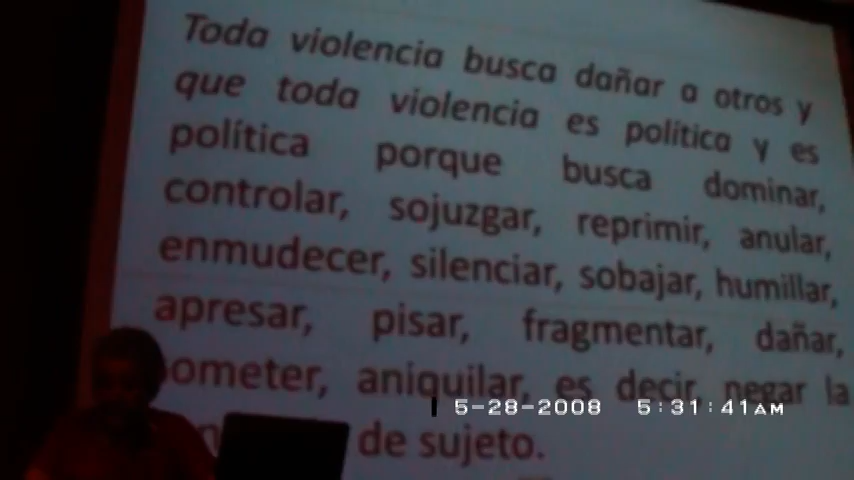 Toda violencia busca dañar a otros y
que toda violencia es política y es
política porque busca dominar,
controlar, sojuzgar, reprimir, anular,
enmudecer, silenciar, sobajar, humillar,
apresar, pisar, fragmentar, dañar,
someter, aniquilar, es decir, negar la
de sujeto.
5-28-2008 5:31:41AM